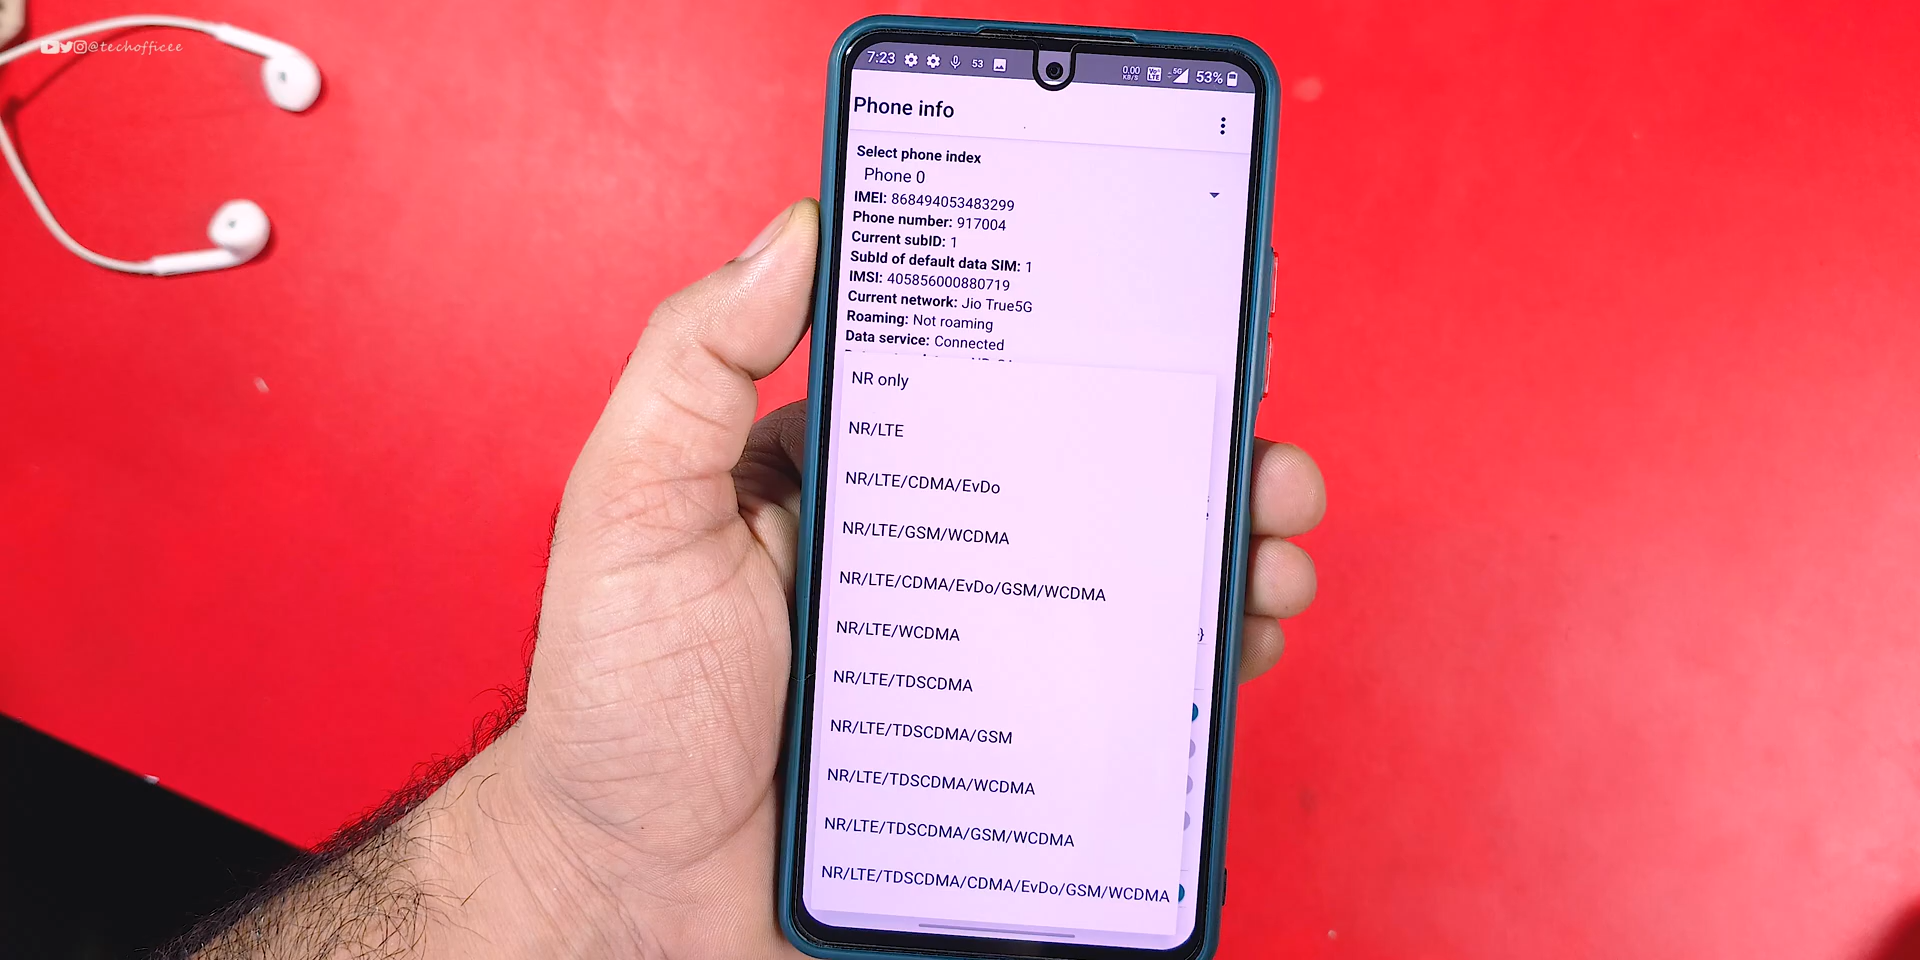 @techofficee
7:23 53 0.00 KB/S Vo LTE 5G 53%
Phone info
Select phone index
Phone 0
IMEI: 868494053483299
Phone number: 917004
Current subID: 1
SubId of default data SIM: 1
IMSI: 405856000880719
Current network: Jio True5G
Roaming: Not roaming
Data service: Connected
NR only
NR/LTE
NR/LTE/CDMA/EvDo
NR/LTE/GSM/WCDMA
NR/LTE/CDMA/EvDo/GSM/WCDMA
NR/LTE/WCDMA
NR/LTE/TDSCDMA
NR/LTE/TDSCDMA/GSM
NR/LTE/TDSCDMA/WCDMA
NR/LTE/TDSCDMA/GSM/WCDMA
NR/LTE/TDSCDMA/CDMA/EvDo/GSM/WCDMA